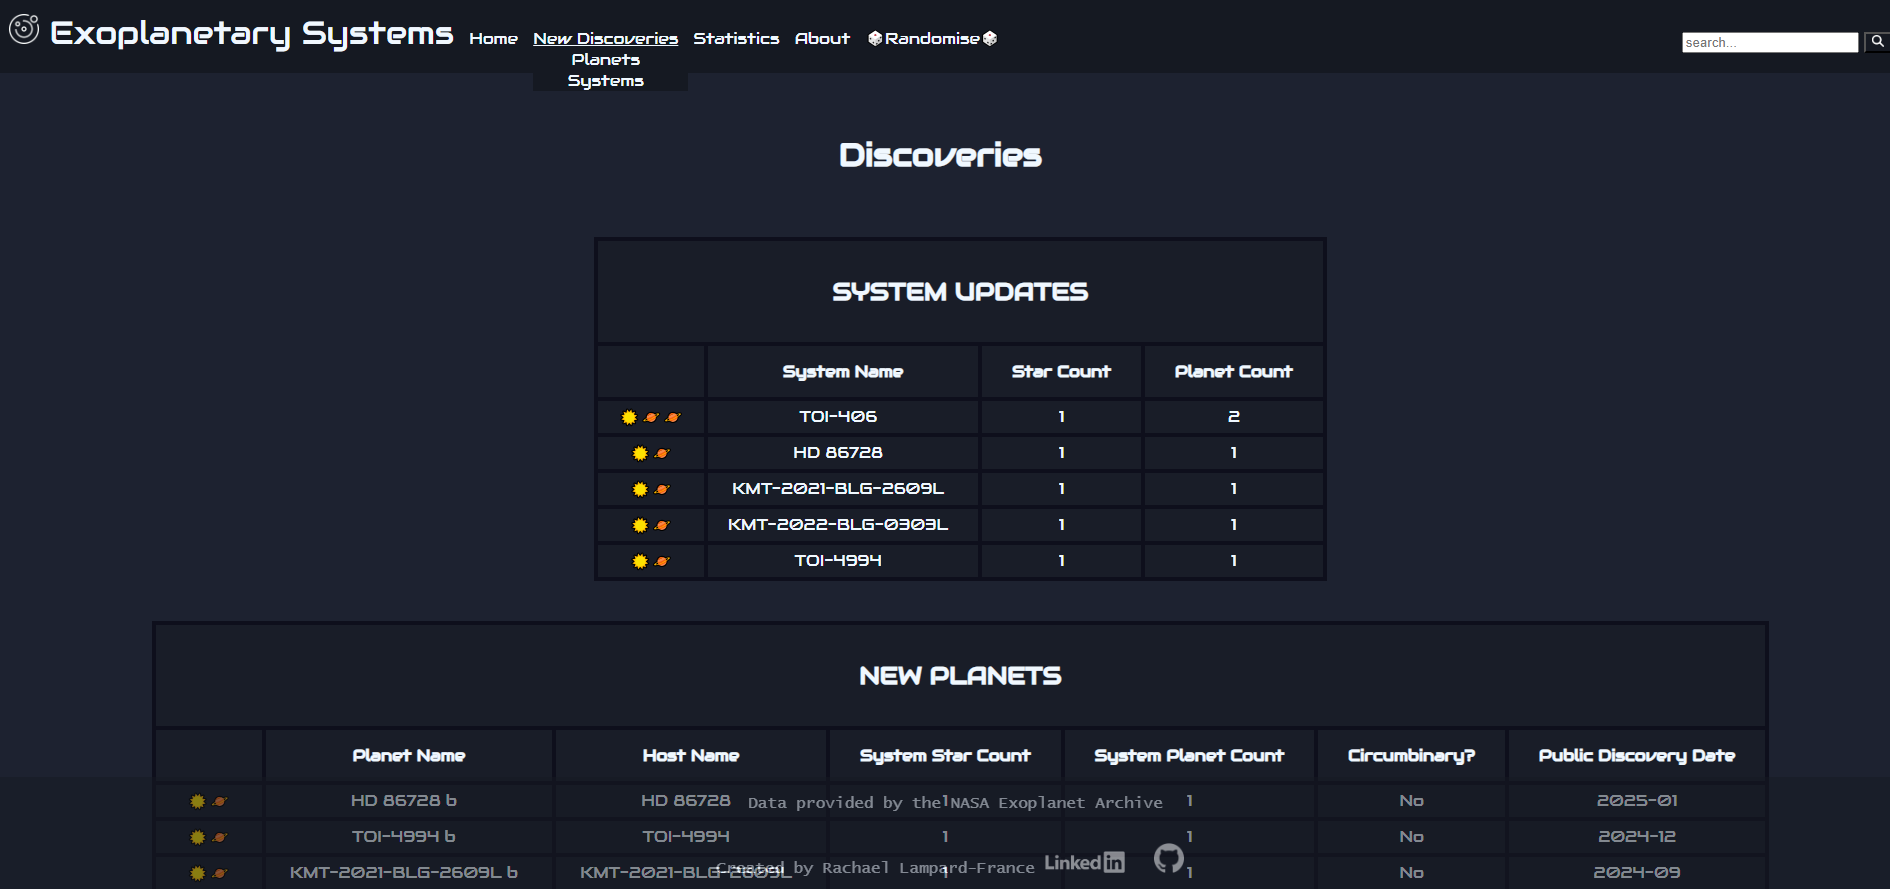 Exoplanetary Systems Home New Discoveries Statistics About Randomise search...
Planets
Systems
Discoveries
SYSTEM UPDATES
System Name Star Count Planet Count
TOI-406 1 2
HD 86728 1 1
KMT-2021-BLG-2609L 1 1
KMT-2022-BLG-0303L 1 1
TOI-4994 1 1
NEW PLANETS
Planet Name Host Name System Star Count System Planet Count Circumbinary? Public Discovery Date
HD 86728 b HD 86728 1 1 No 2025-01
Data provided by the NASA Exoplanet Archive
TOI-4994 b TOI-4994 1 1 No 2024-12
KMT-2021-BLG-2609L b KMT-2021-BLG-2609L 1 1 No 2024-09
Created by Rachael Lampard-France LinkedIn